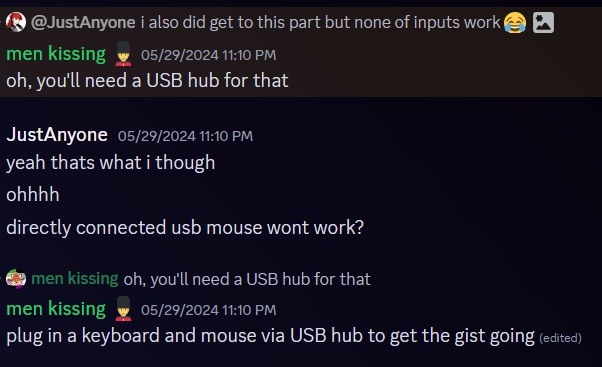 @JustAnyone i also did get to this part but none of inputs work😂
men kissing 💂 05/29/2024 11:10 PM
oh, you'll need a USB hub for that
JustAnyone 05/29/2024 11:10 PM
yeah thats what i though
ohhhh
directly connected usb mouse wont work?
men kissing oh, you'll need a USB hub for that
men kissing 💂 05/29/2024 11:10 PM
plug in a keyboard and mouse via USB hub to get the gist going (edited)